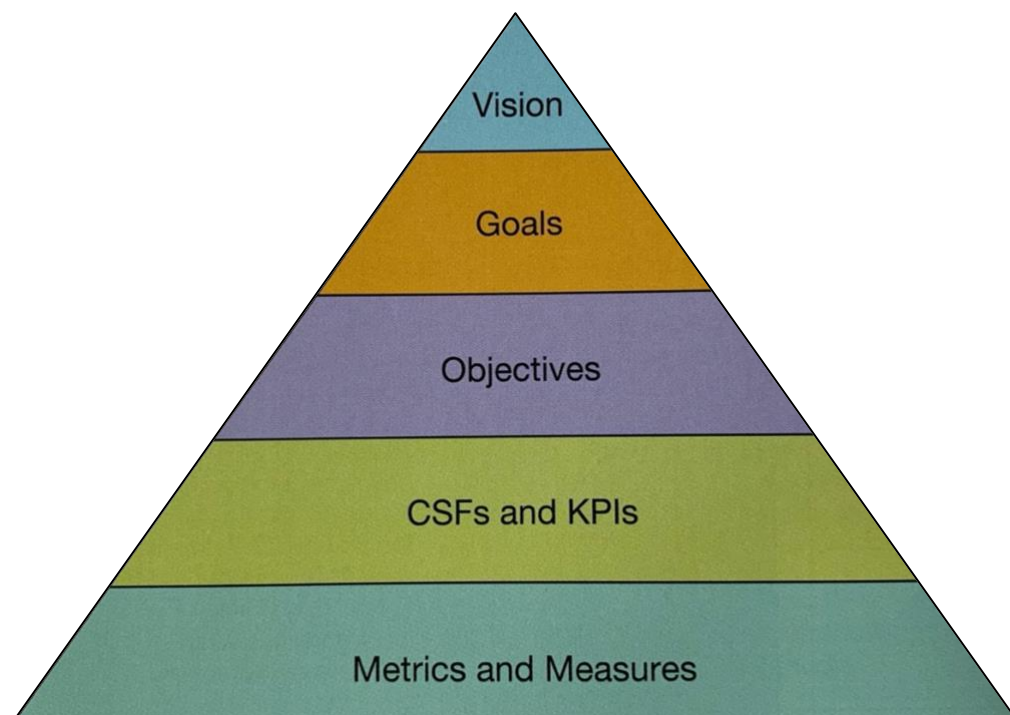 Vision
Goals
Objectives
CSFs and KPIs
Metrics and Measures